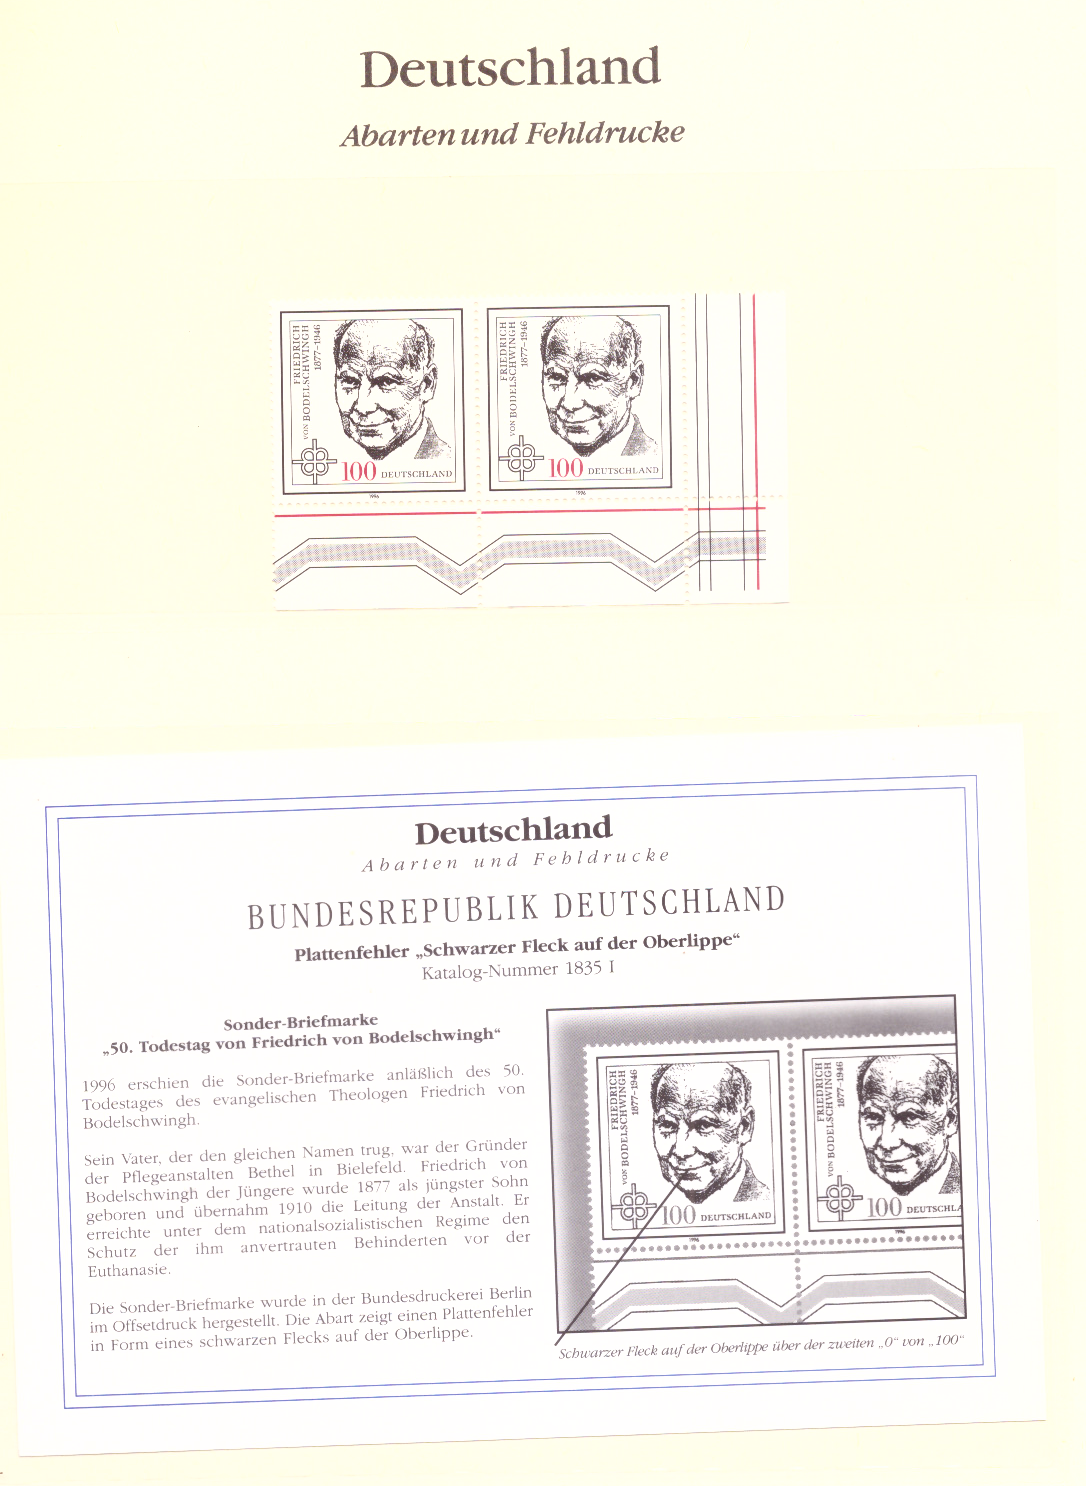 Deutschland
Abarten und Fehldrucke
FRIEDRICH
VON BODELSCHWINGH
1877–1946
100 DEUTSCHLAND
1996
FRIEDRICH
VON BODELSCHWINGH
1877–1946
100 DEUTSCHLAND
1996
Deutschland
Abarten und Fehldrucke
BUNDESREPUBLIK DEUTSCHLAND
Plattenfehler „Schwarzer Fleck auf der Oberlippe“
Katalog-Nummer 1835 I
Sonder-Briefmarke
„50. Todestag von Friedrich von Bodelschwingh“
1996 erschien die Sonder-Briefmarke anläßlich des 50.
Todestages des evangelischen Theologen Friedrich von
Bodelschwingh.
Sein Vater, der den gleichen Namen trug, war der Gründer
der Pflegeanstalten Bethel in Bielefeld. Friedrich von
Bodelschwingh der Jüngere wurde 1877 als jüngster Sohn
geboren und übernahm 1910 die Leitung der Anstalt. Er
erreichte unter dem nationalsozialistischen Regime den
Schutz der ihm anvertrauten Behinderten vor der
Euthanasie.
Die Sonder-Briefmarke wurde in der Bundesdruckerei Berlin
im Offsetdruck hergestellt. Die Abart zeigt einen Plattenfehler
in Form eines schwarzen Flecks auf der Oberlippe.
FRIEDRICH
VON BODELSCHWINGH
1877–1946
100 DEUTSCHLAND
1996
FRIEDRICH
VON BODELSCHWINGH
1877–1946
100 DEUTSCHLA
1996
Schwarzer Fleck auf der Oberlippe über der zweiten „0“ von „100“